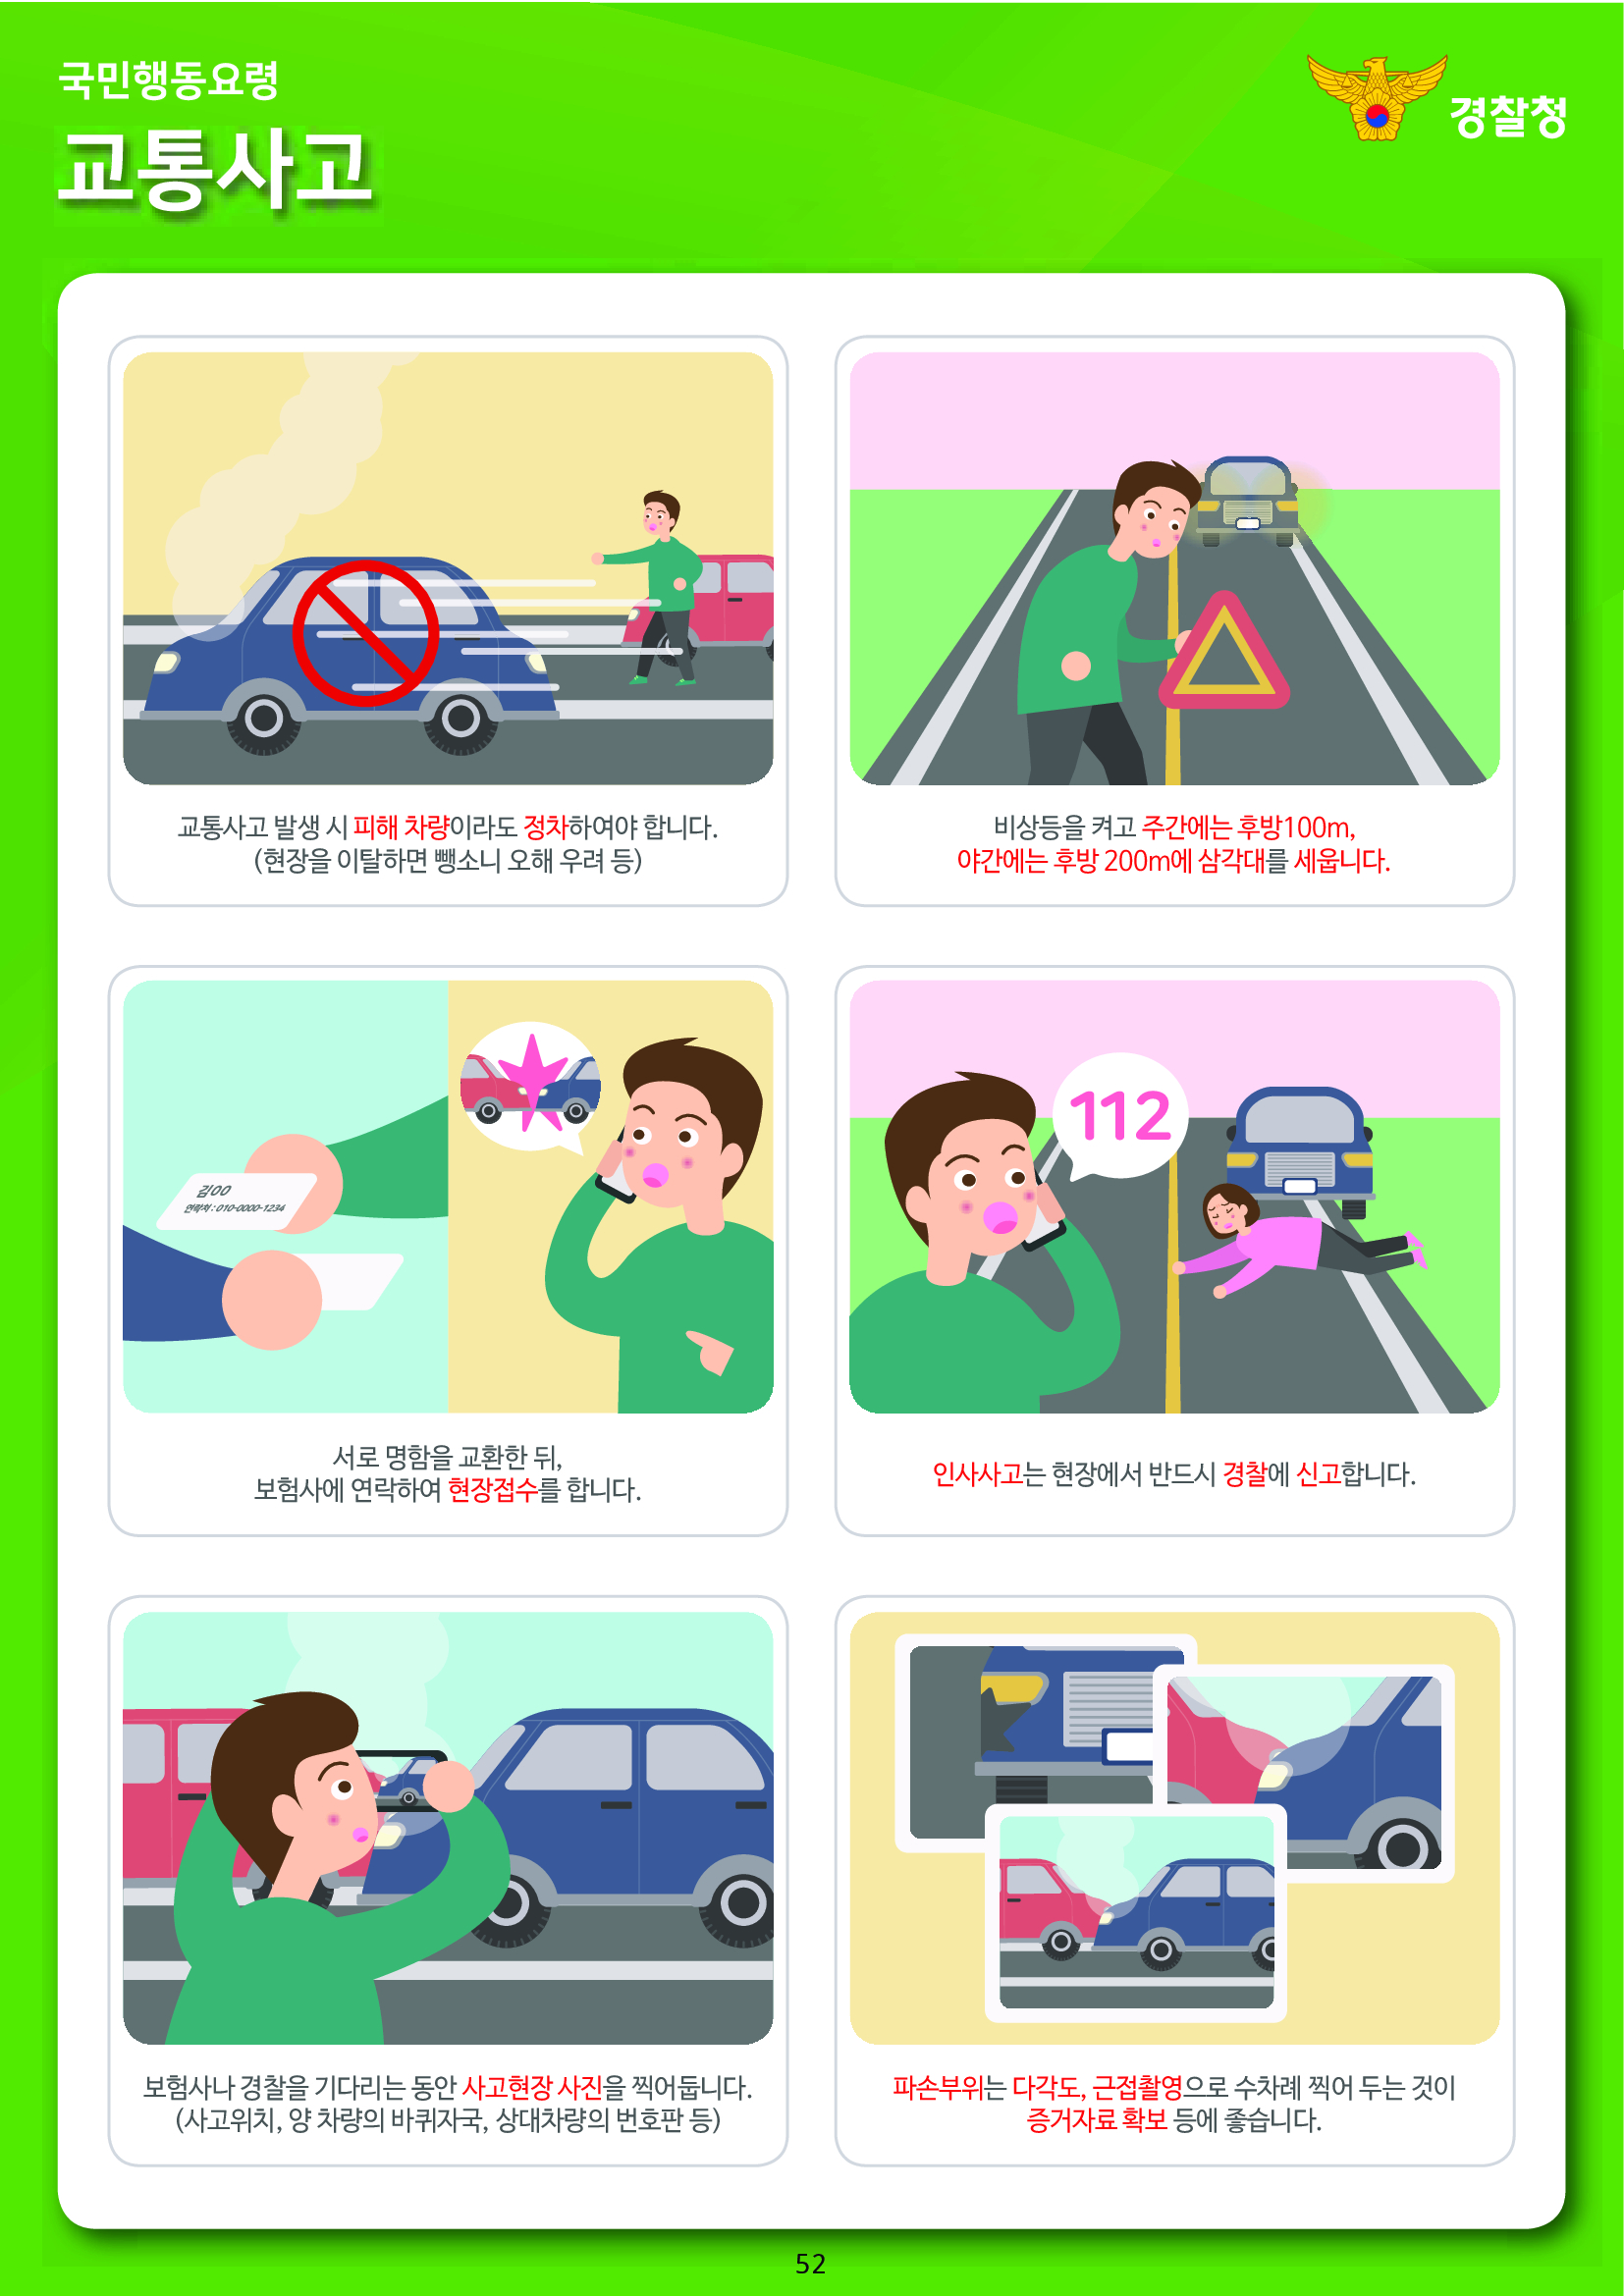 국민행동요령
교통사고
경찰청
교통사고 발생 시 피해 차량이라도 정차하여야 합니다.
(현장을 이탈하면 뺑소니 오해 우려 등)
비상등을 켜고 주간에는 후방100m,
야간에는 후방 200m에 삼각대를 세웁니다.
김00
연락처 : 010-0000-1234
서로 명함을 교환한 뒤,
보험사에 연락하여 현장접수를 합니다.
112
인사사고는 현장에서 반드시 경찰에 신고합니다.
보험사나 경찰을 기다리는 동안 사고현장 사진을 찍어둡니다.
(사고위치, 양 차량의 바퀴자국, 상대차량의 번호판 등)
파손부위는 다각도, 근접촬영으로 수차례 찍어 두는 것이
증거자료 확보 등에 좋습니다.
52